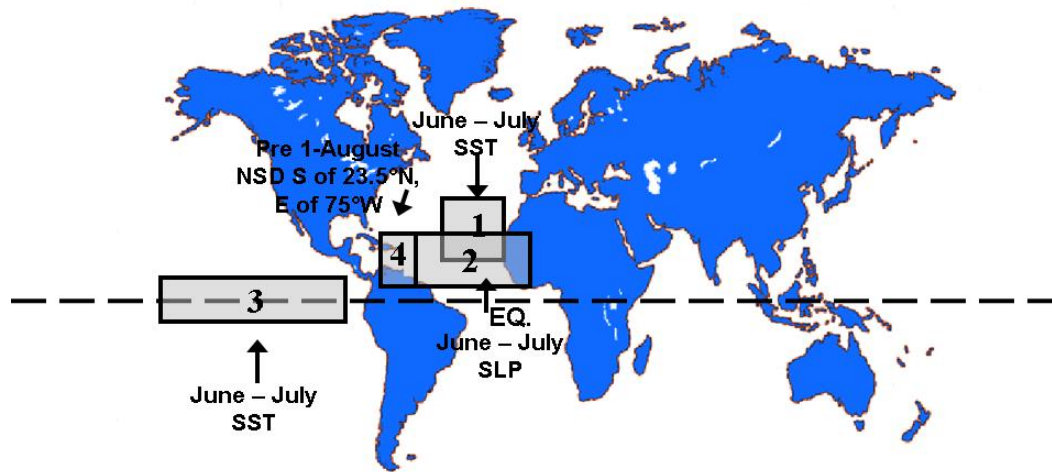 June – July
SST
Pre 1-August
NSD S of 23.5°N,
E of 75°W
1
4
2
3
EQ.
June – July
SLP
June – July
SST